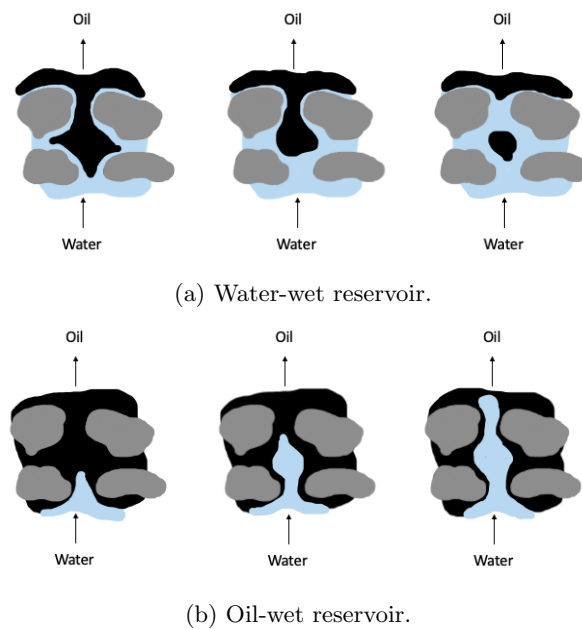 Oil Oil Oil
Water Water Water
(a) Water-wet reservoir.
Oil Oil Oil
Water Water Water
(b) Oil-wet reservoir.